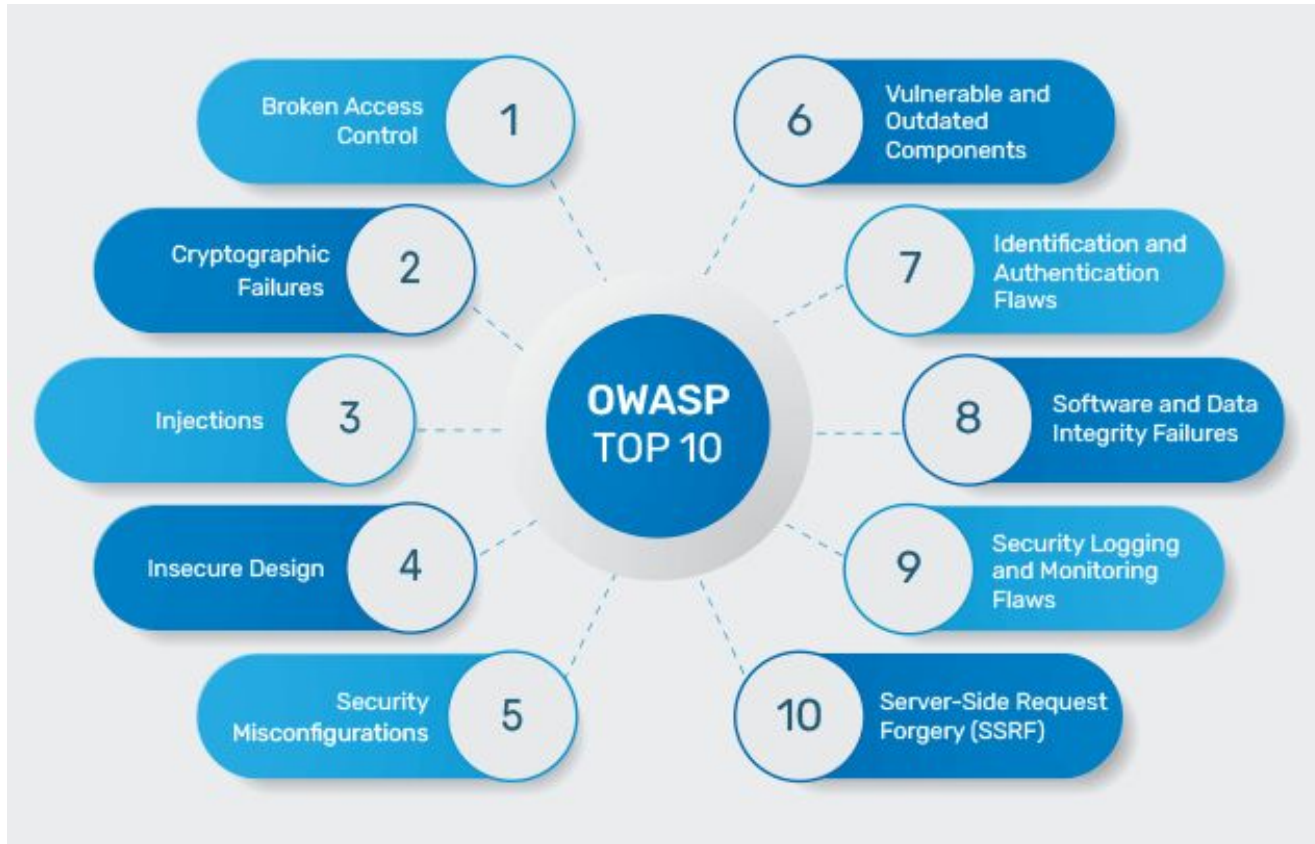 Broken Access
Control
1
Cryptographic
Failures
2
Injections
3
Insecure Design
4
Security
Misconfigurations
5
OWASP
TOP 10
6
Vulnerable and
Outdated
Components
7
Identification and
Authentication
Flaws
8
Software and Data
Integrity Failures
9
Security Logging
and Monitoring
Flaws
10
Server-Side Request
Forgery (SSRF)